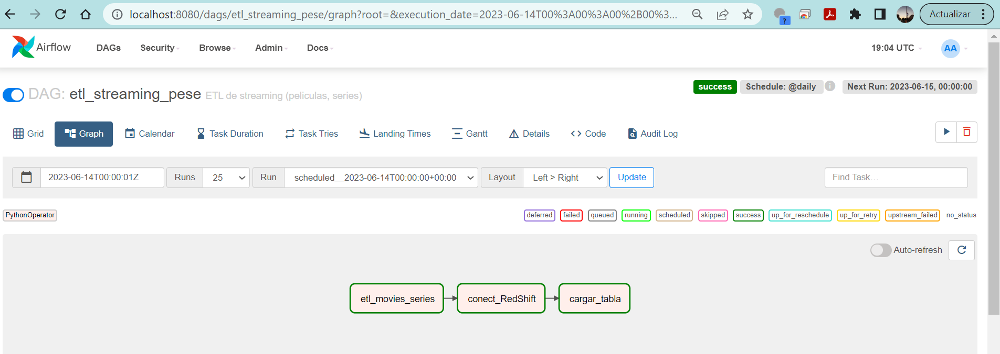 localhost:8080/dags/etl_streaming_pese/graph?root=&execution_date=2023-06-14T00%3A00%3A00%2B00%3...
?
Actualizar
Airflow DAGs Security Browse Admin Docs 19:04 UTC AA
DAG: etl_streaming_pese ETL de streaming (peliculas, series)
success Schedule: @daily i Next Run: 2023-06-15, 00:00:00
Grid Graph Calendar Task Duration Task Tries Landing Times Gantt Details Code Audit Log
2023-06-14T00:00:01Z Runs 25 Run scheduled__2023-06-14T00:00:00+00:00 Layout Left > Right Update Find Task...
PythonOperator deferred failed queued running scheduled skipped success up_for_reschedule up_for_retry upstream_failed no_status
Auto-refresh
etl_movies_series conect_RedShift cargar_tabla